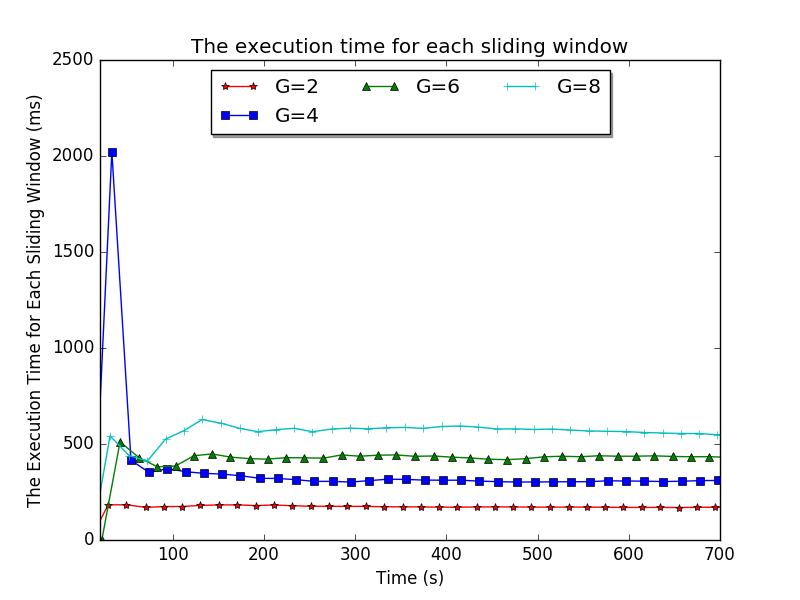 The execution time for each sliding window
G=2 G=6 G=8
G=4
The Execution Time for Each Sliding Window (ms)
2500
2000
1500
1000
500
0
100 200 300 400 500 600 700
Time (s)